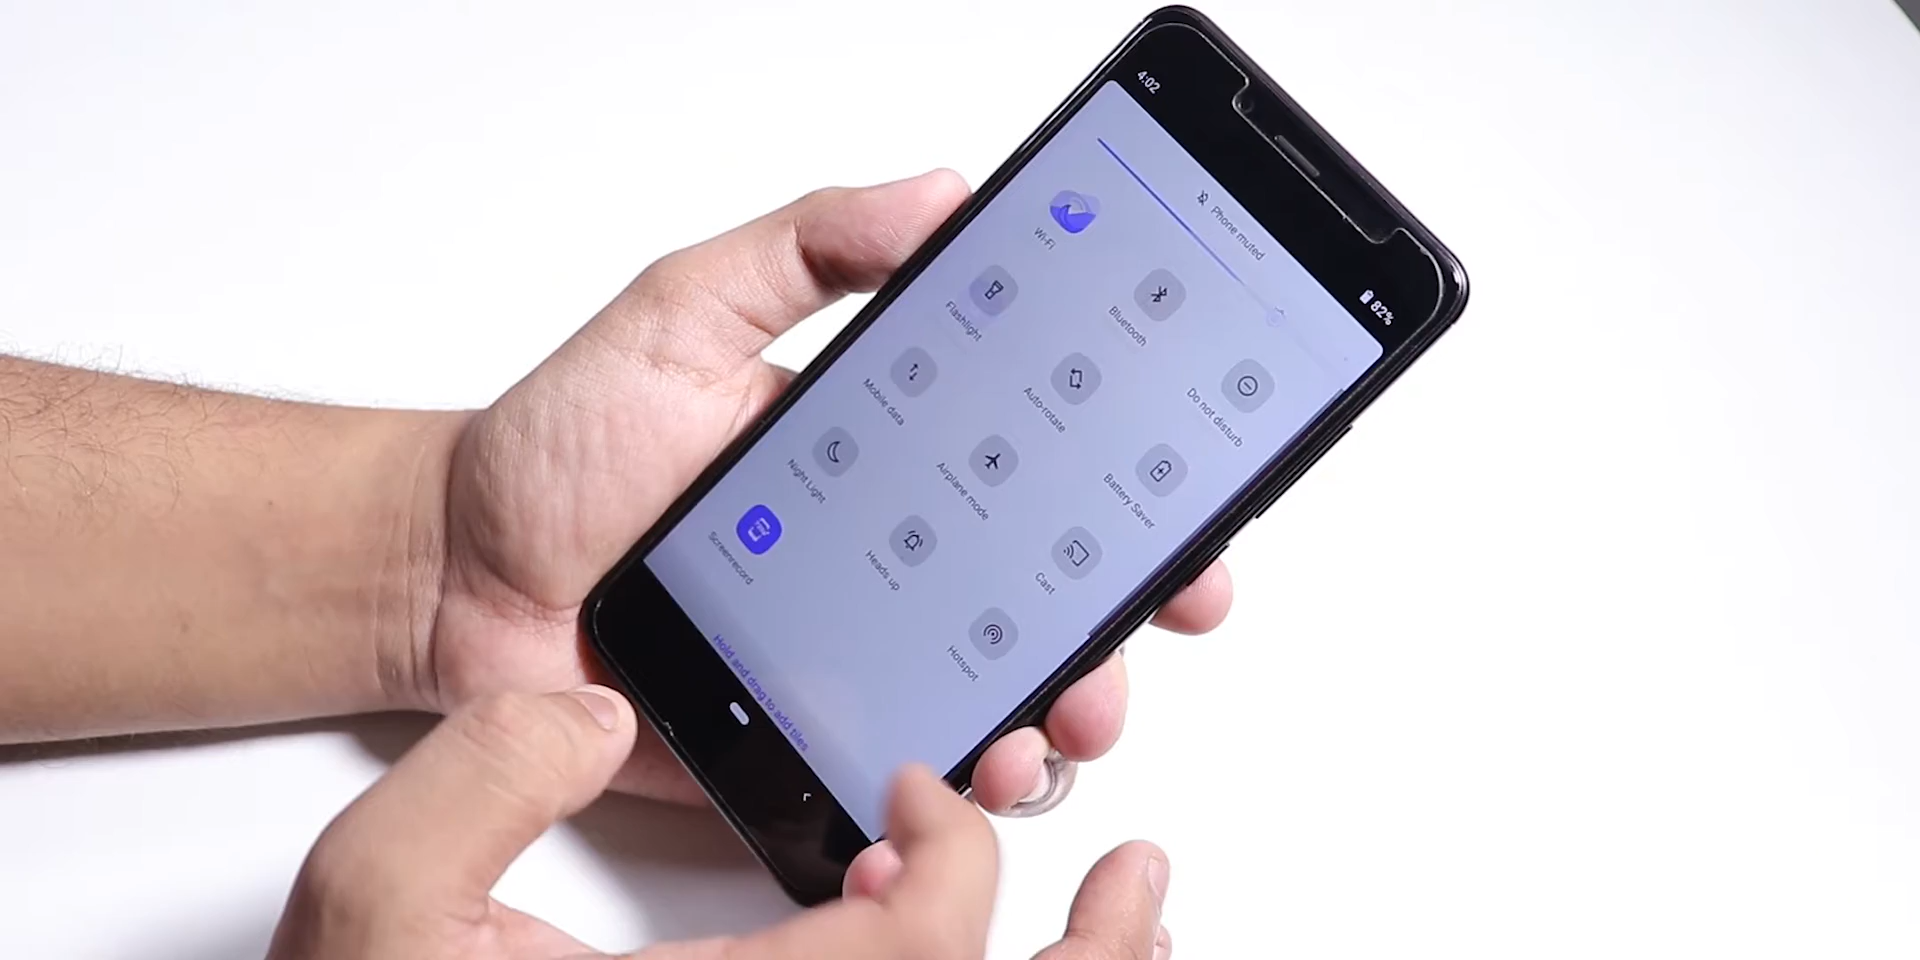 4:02
82%
Phone muted
Wi-Fi
Bluetooth
Do not disturb
Flashlight
Auto-rotate
Battery Saver
Mobile data
Airplane mode
Cast
Night Light
Heads up
Hotspot
Screenrecord
Hold and drag to add tiles